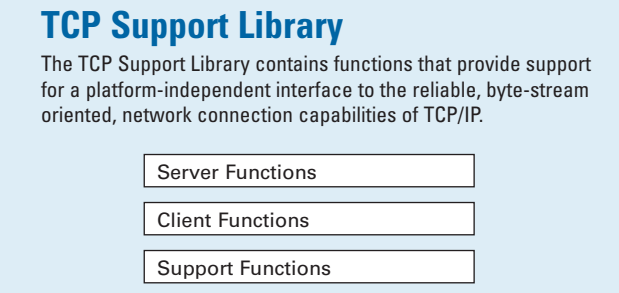 TCP Support Library
The TCP Support Library contains functions that provide support
for a platform-independent interface to the reliable, byte-stream
oriented, network connection capabilities of TCP/IP.
Server Functions
Client Functions
Support Functions